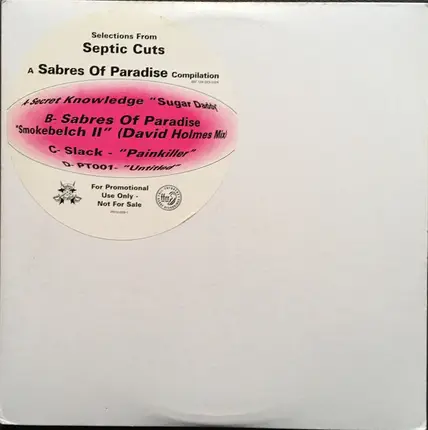 Selections From
Septic Cuts
A Sabres Of Paradise Compilation
A-Secret Knowledge "Sugar Daddy"
B- Sabres Of Paradise
"Smokebelch II" (David Holmes Mix)
C- Slack - "Painkiller"
D- PT001- "Untitled"
For Promotional
Use Only -
Not For Sale